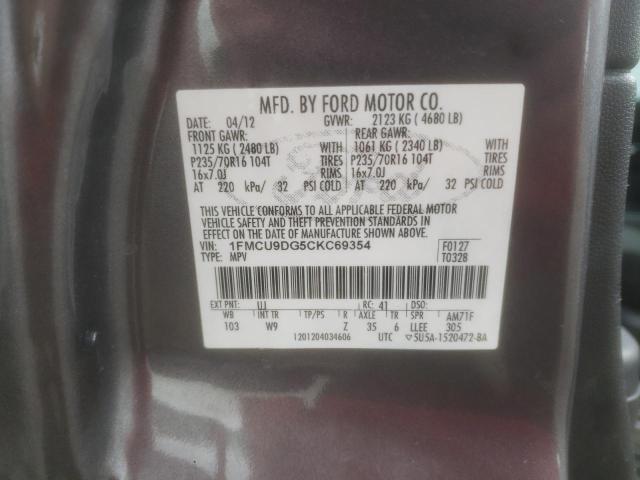 MFD. BY FORD MOTOR CO.
DATE: 04/12 GVWR: 2123 KG ( 4680 LB)
FRONT GAWR: REAR GAWR:
1125 KG ( 2480 LB) WITH 1061 KG ( 2340 LB) WITH
P235/70R16 104T TIRES P235/70R16 104T TIRES
16x7.0J RIMS 16x7.0J RIMS
AT 220 kPa/ 32 PSI COLD AT 220 kPa/ 32 PSI COLD
THIS VEHICLE CONFORMS TO ALL APPLICABLE FEDERAL MOTOR
VEHICLE SAFETY AND THEFT PREVENTION STANDARDS IN
EFFECT ON THE DATE OF MANUFACTURE SHOWN ABOVE.
VIN: 1FMCU9DG5CKC69354 F0127
TYPE: MPV T0328
EXT PNT: UJ RC: 41 DSO:
WB INT TR TP/PS R AXLE TR SPR AM71F
103 W9 Z 35 6 LLEE 305
1201204034606 UTC ▽5U5A-1520472-BA